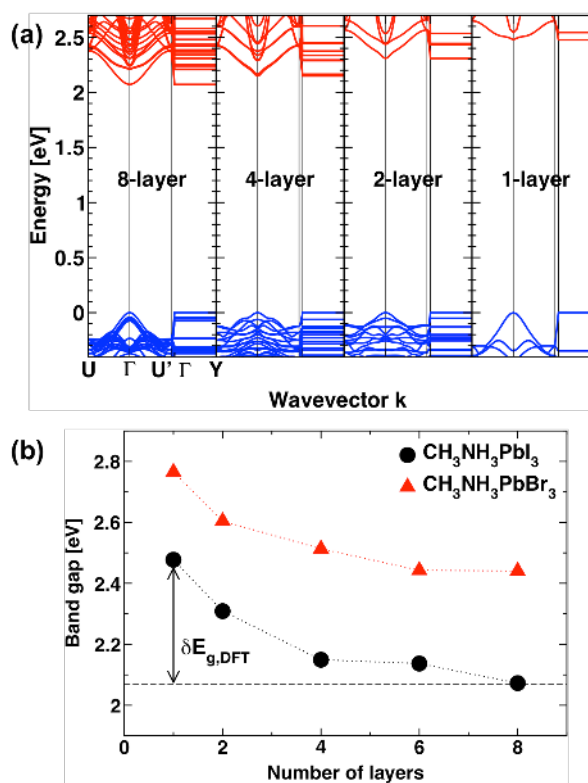 (a)
2.5
2
1.5
1
0.5
0
Energy [eV]
8-layer
4-layer
2-layer
1-layer
U Γ U' Γ Y
Wavevector k
(b)
CH₃NH₃PbI₃
CH₃NH₃PbBr₃
2.8
2.6
2.4
2.2
2
Band gap [eV]
δE_g,DFT
0 2 4 6 8
Number of layers